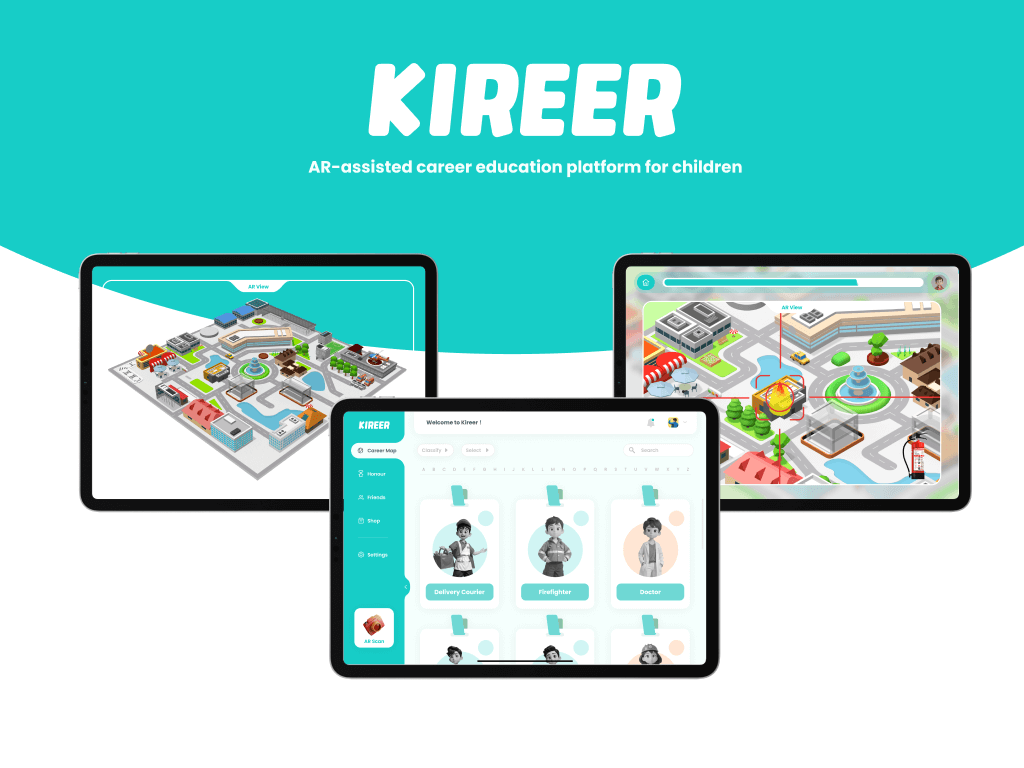 KIREER
AR-assisted career education platform for children
AR View
AR View
KIREER
Welcome to Kireer !
Career Map
Classify
Select
Search
A B C D E F G H I J K L M N O P Q R S T U V W X Y Z
Honour
Friends
Shop
Settings
Delivery Courier
Firefighter
Doctor
AR Scan